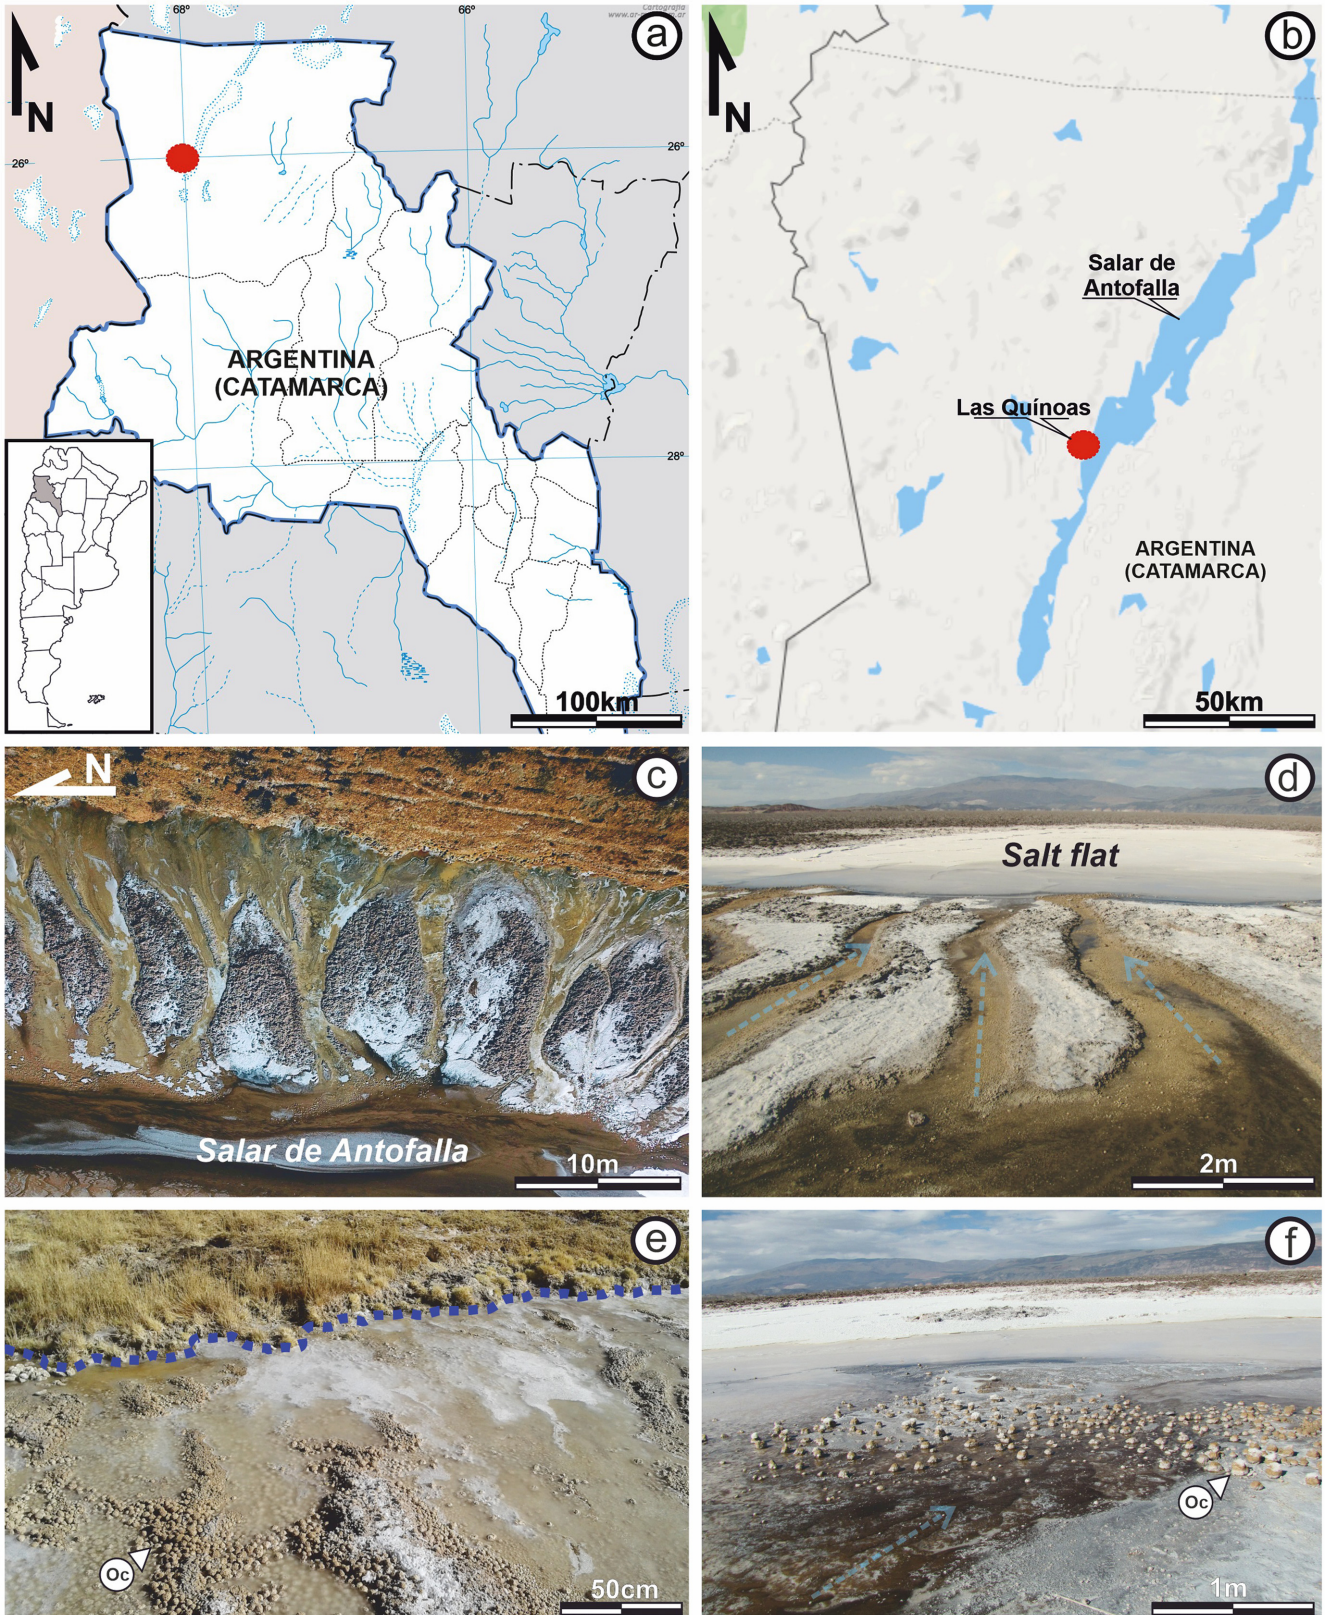 68°
66°
Cartografía
a
N
26°
26°
ARGENTINA
(CATAMARCA)
28°
100km
b
N
Salar de
Antofalla
Las Quínoas
ARGENTINA
(CATAMARCA)
50km
N
c
Salar de Antofalla
10m
d
Salt flat
2m
e
Oc
50cm
f
Oc
1m